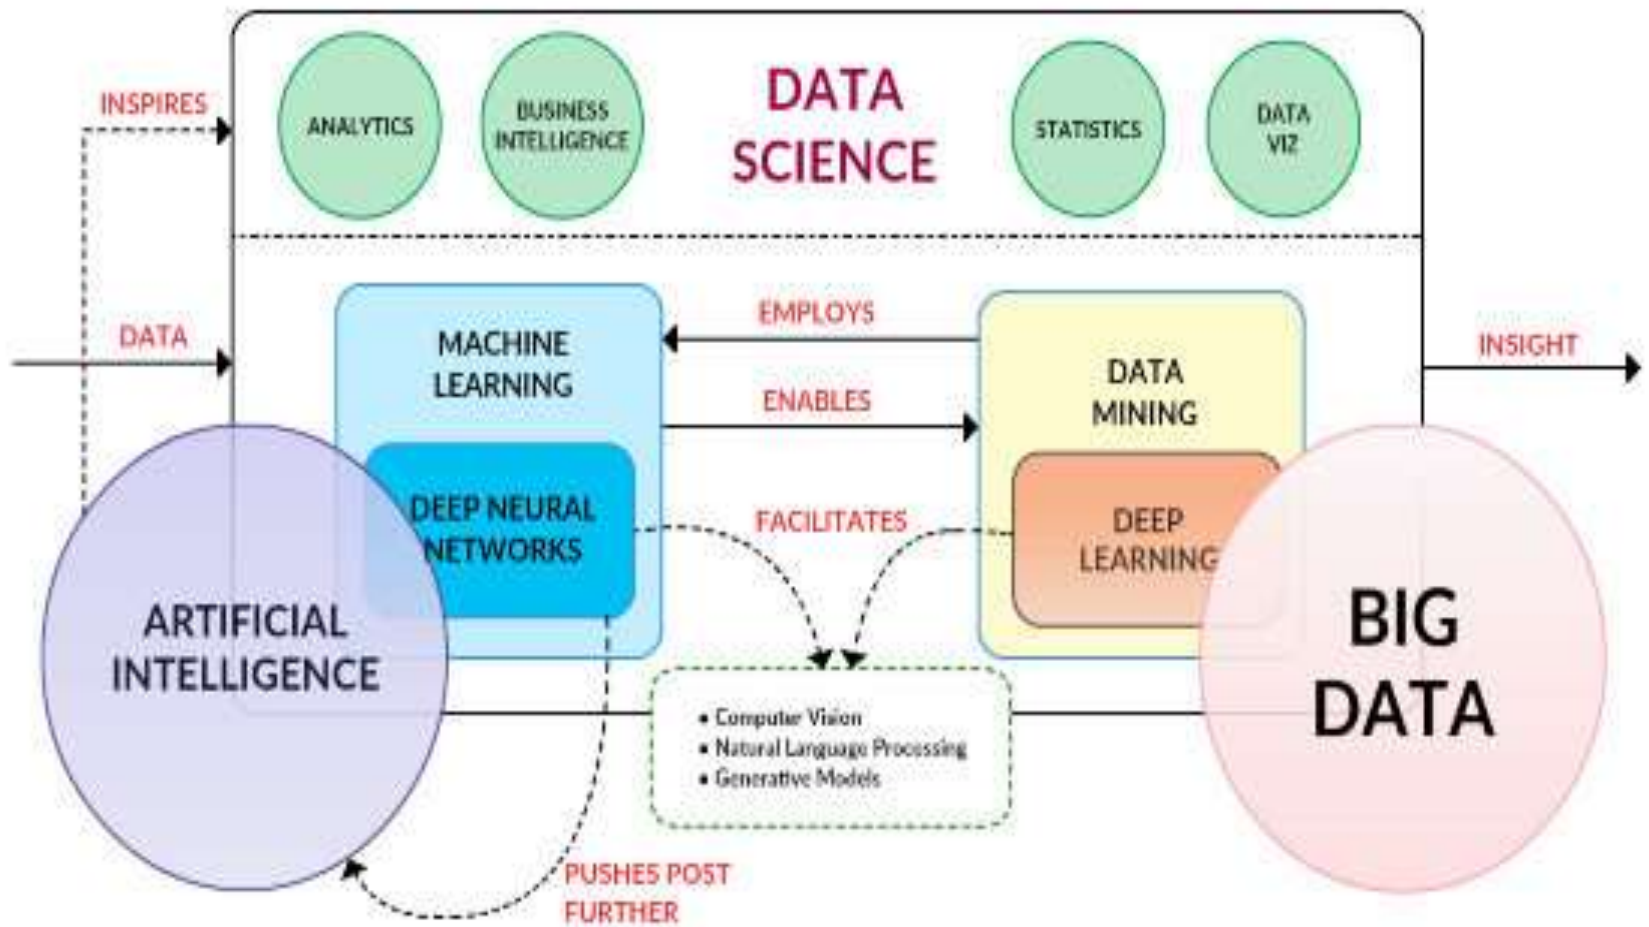 INSPIRES
ANALYTICS
BUSINESS
INTELLIGENCE
DATA
SCIENCE
STATISTICS
DATA
VIZ
DATA
MACHINE
LEARNING
EMPLOYS
ENABLES
DATA
MINING
INSIGHT
DEEP NEURAL
NETWORKS
FACILITATES
DEEP
LEARNING
ARTIFICIAL
INTELLIGENCE
BIG
DATA
• Computer Vision
• Natural Language Processing
• Generative Models
PUSHES POST
FURTHER